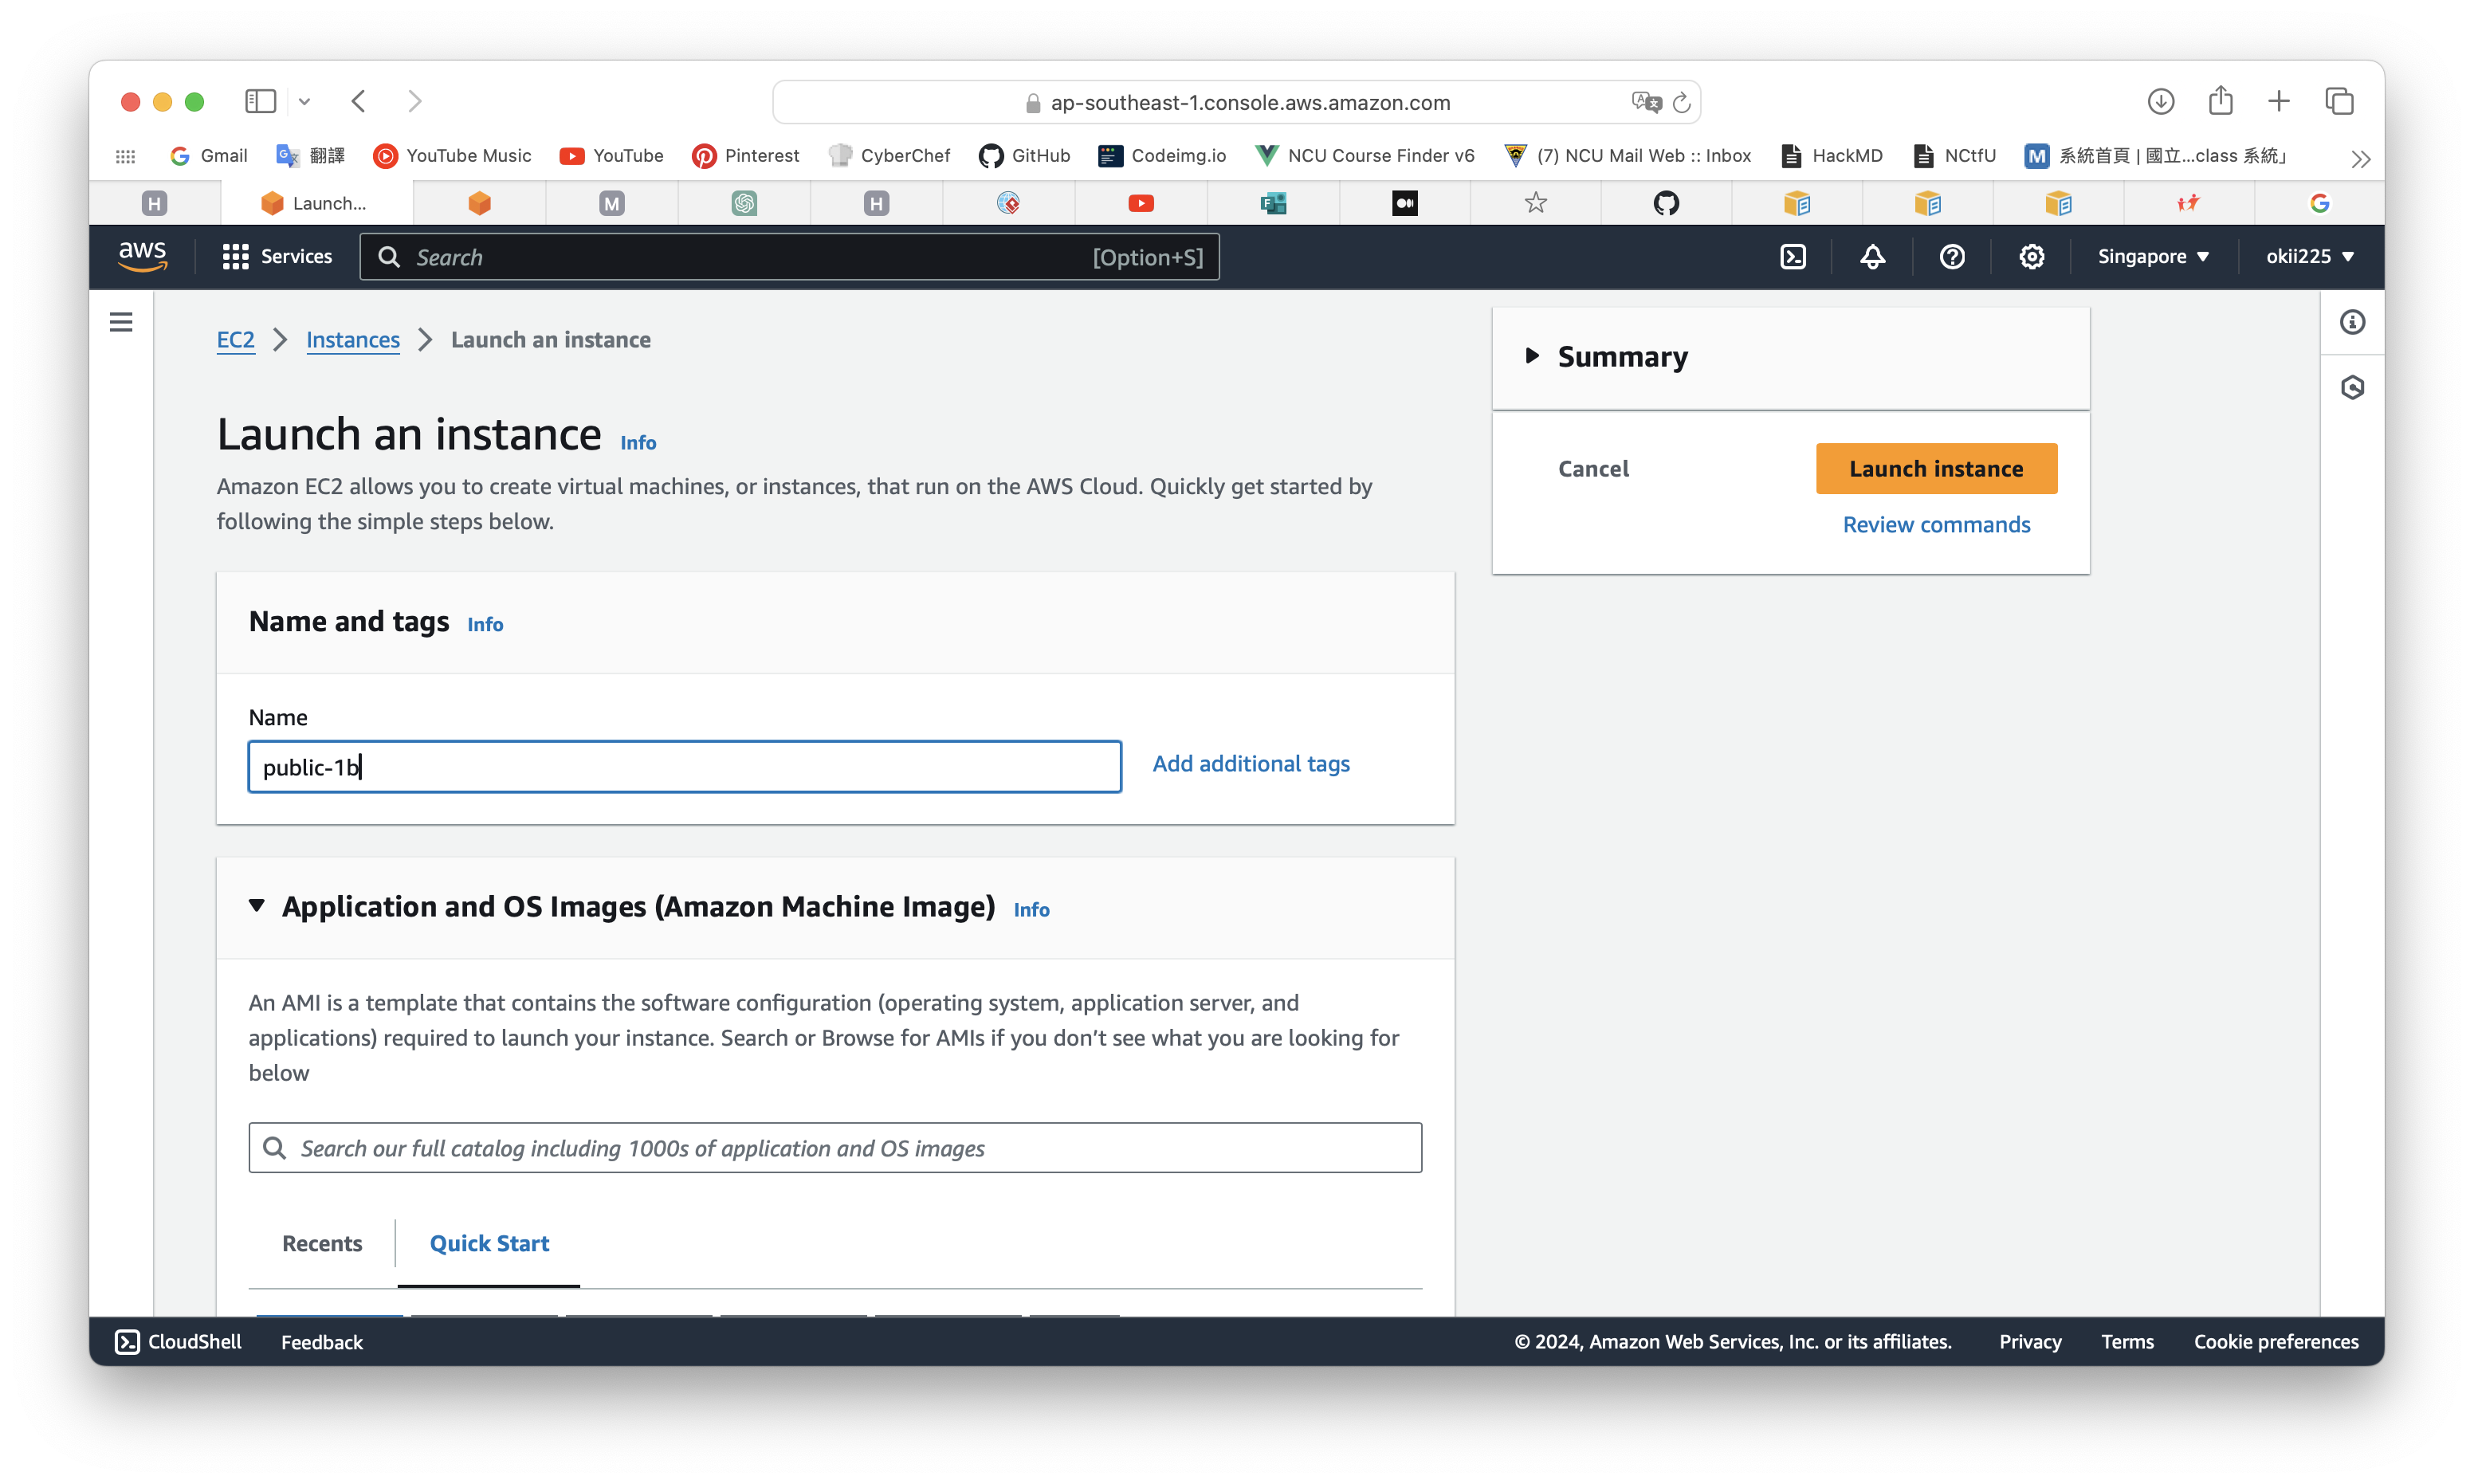 ap-southeast-1.console.aws.amazon.com
Gmail 翻譯 YouTube Music YouTube Pinterest CyberChef GitHub Codeimg.io NCU Course Finder v6 (7) NCU Mail Web :: Inbox HackMD NCtfU M 系統首頁 | 國立...class 系統」
H Launch... M H F
aws Services Search [Option+S] Singapore okii225
EC2 Instances Launch an instance
Launch an instance Info
Amazon EC2 allows you to create virtual machines, or instances, that run on the AWS Cloud. Quickly get started by
following the simple steps below.
Name and tags Info
Name
public-1b
Add additional tags
Application and OS Images (Amazon Machine Image) Info
An AMI is a template that contains the software configuration (operating system, application server, and
applications) required to launch your instance. Search or Browse for AMIs if you don’t see what you are looking for
below
Search our full catalog including 1000s of application and OS images
Recents Quick Start
Summary
Cancel Launch instance
Review commands
CloudShell Feedback © 2024, Amazon Web Services, Inc. or its affiliates. Privacy Terms Cookie preferences